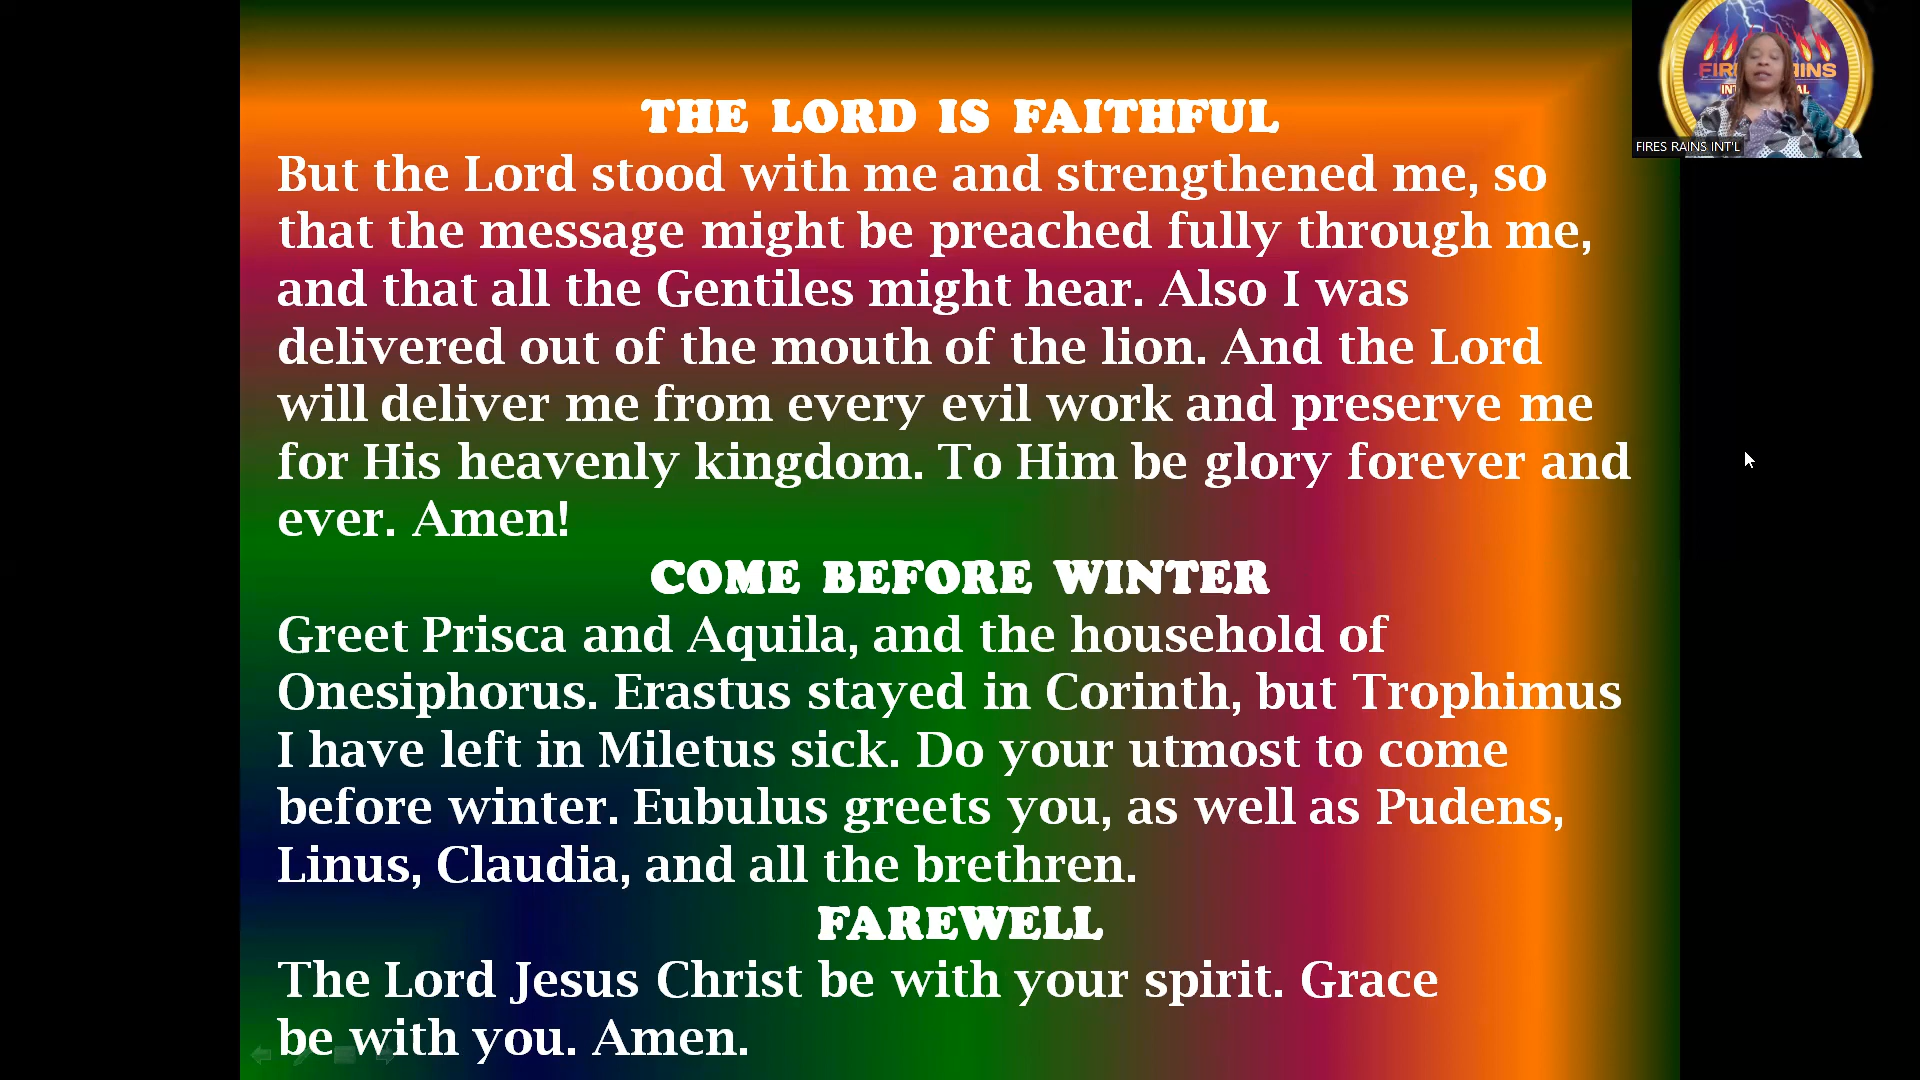 THE LORD IS FAITHFUL
But the Lord stood with me and strengthened me, so
that the message might be preached fully through me,
and that all the Gentiles might hear. Also I was
delivered out of the mouth of the lion. And the Lord
will deliver me from every evil work and preserve me
for His heavenly kingdom. To Him be glory forever and
ever. Amen!
COME BEFORE WINTER
Greet Prisca and Aquila, and the household of
Onesiphorus. Erastus stayed in Corinth, but Trophimus
I have left in Miletus sick. Do your utmost to come
before winter. Eubulus greets you, as well as Pudens,
Linus, Claudia, and all the brethren.
FAREWELL
The Lord Jesus Christ be with your spirit. Grace
be with you. Amen.
FIRES RAINS INT'L